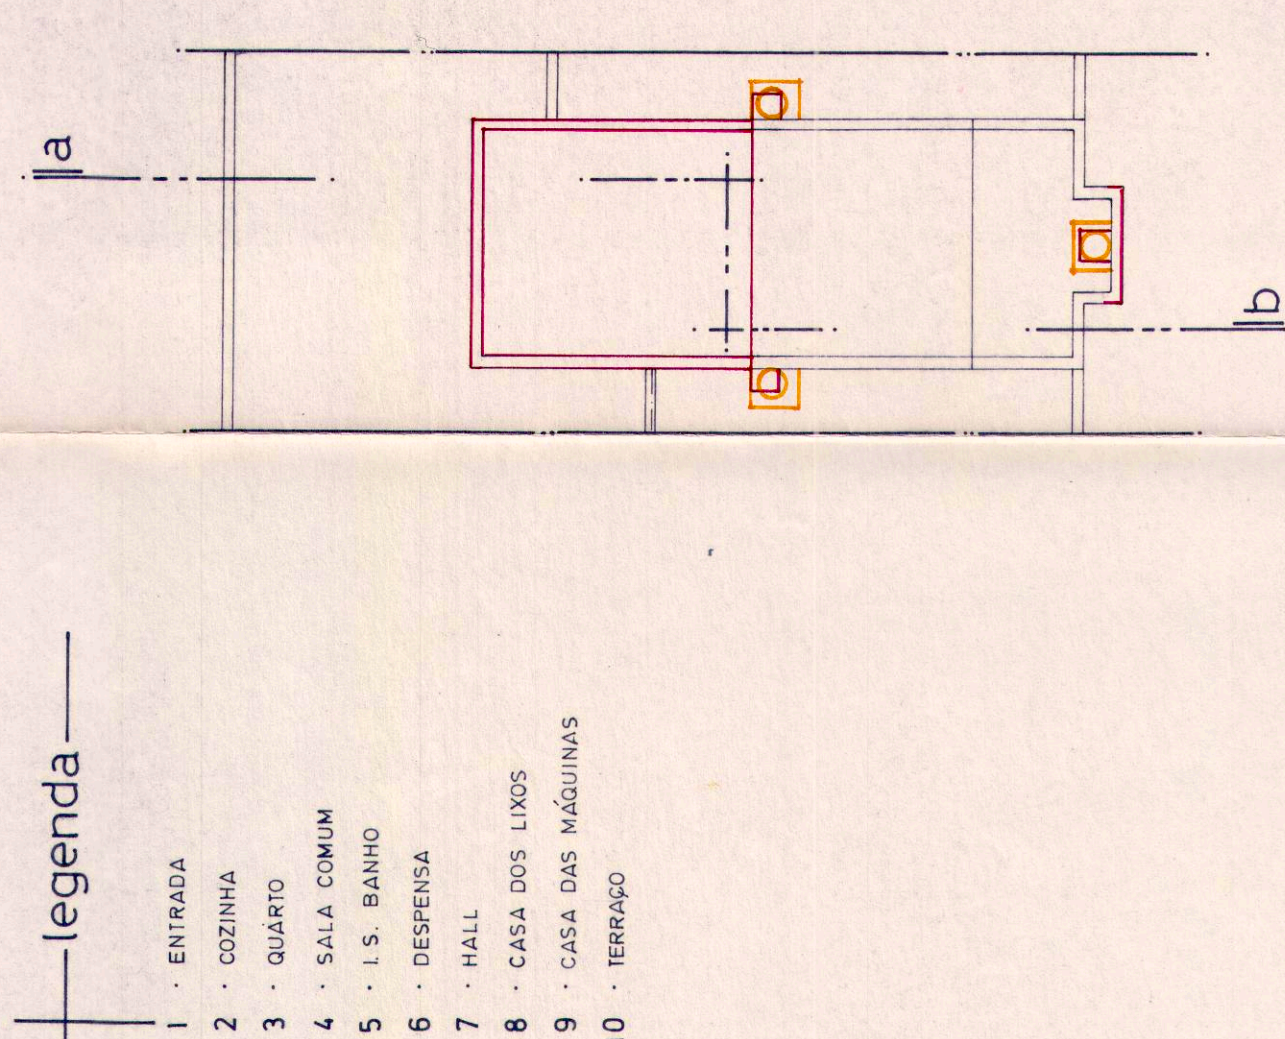 a
b
legenda
1 · ENTRADA
2 · COZINHA
3 · QUARTO
4 · SALA COMUM
5 · I.S. BANHO
6 · DESPENSA
7 · HALL
8 · CASA DOS LIXOS
9 · CASA DAS MÁQUINAS
10 · TERRAÇO